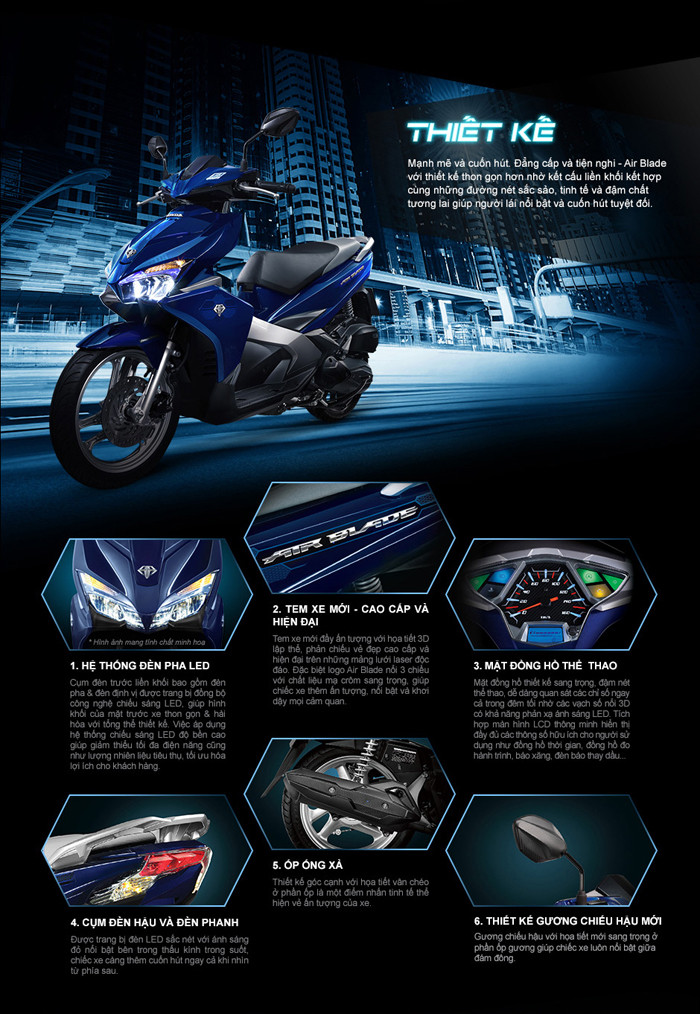 THIẾT KẾ
Mạnh mẽ và cuốn hút. Đẳng cấp và tiện nghi - Air Blade
với thiết kế thon gọn hơn nhờ kết cấu liền khối kết hợp
cùng những đường nét sắc sảo, tinh tế và đậm chất
tương lai giúp người lái nổi bật và cuốn hút tuyệt đối.
AIR BLADE
* Hình ảnh mang tính chất minh hoạ
1. HỆ THỐNG ĐÈN PHA LED
Cụm đèn trước liền khối bao gồm đèn
pha & đèn định vị được trang bị đồng bộ
công nghệ chiếu sáng LED, giúp hình
khối của mặt trước xe thon gọn & hài
hòa với tổng thể thiết kế. Việc áp dụng
hệ thống chiếu sáng LED độ bền cao
giúp giảm thiểu tối đa điện năng cũng
như lượng nhiên liệu tiêu thụ, tối ưu hóa
lợi ích cho khách hàng.
2. TEM XE MỚI - CAO CẤP VÀ
HIỆN ĐẠI
Tem xe mới đầy ấn tượng với họa tiết 3D
lập thể, phản chiếu vẻ đẹp cao cấp và
hiện đại trên những mảng lưới laser độc
đáo. Đặc biệt logo Air Blade nổi 3 chiều
với chất liệu mạ crôm sang trọng, giúp
chiếc xe thêm ấn tượng, nổi bật và khơi
dậy mọi cảm quan.
3. MẶT ĐỒNG HỒ THỂ THAO
Mặt đồng hồ thiết kế sang trọng, đậm nét
thể thao, dễ dàng quan sát các chỉ số ngay
cả trong đêm tối nhờ các vạch số nổi 3D
có khả năng phản xạ ánh sáng LED. Tích
hợp màn hình LCD thông minh hiển thị
đầy đủ các thông số hữu ích cho người sử
dụng như đồng hồ thời gian, đồng hồ đo
hành trình, báo xăng, đèn báo thay dầu...
4. CỤM ĐÈN HẬU VÀ ĐÈN PHANH
Được trang bị đèn LED sắc nét với ánh sáng
đỏ nổi bật bên trong thấu kính trong suốt,
chiếc xe càng thêm cuốn hút ngay cả khi nhìn
từ phía sau.
5. ỐP ỐNG XẢ
Thiết kế góc cạnh với họa tiết vân chéo
ở phần ốp là một điểm nhấn tinh tế thể
hiện vẻ ấn tượng của xe.
6. THIẾT KẾ GƯƠNG CHIẾU HẬU MỚI
Gương chiếu hậu với họa tiết mới sang trọng ở
phần ốp gương giúp chiếc xe luôn nổi bật giữa
đám đông.